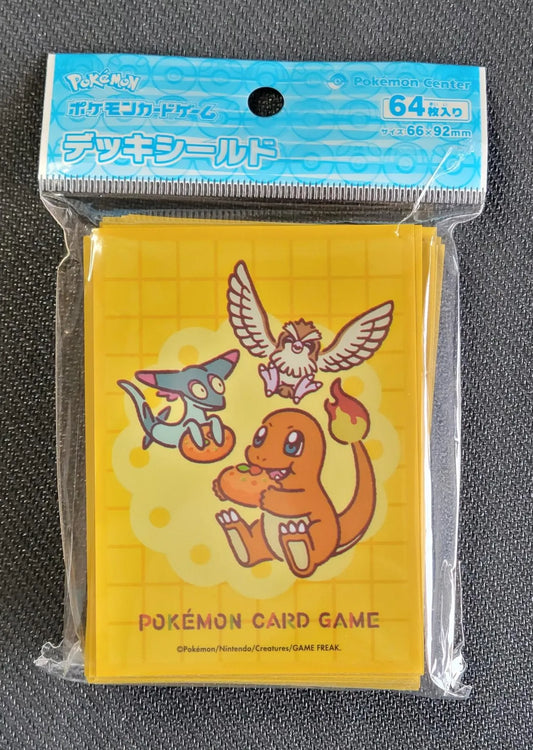 POKÉMON
Pokémon Center
ポケモンカードゲーム
64枚入り
デッキシールド
サイズ 66×92mm
POKÉMON CARD GAME
©Pokémon/Nintendo/Creatures/GAME FREAK.